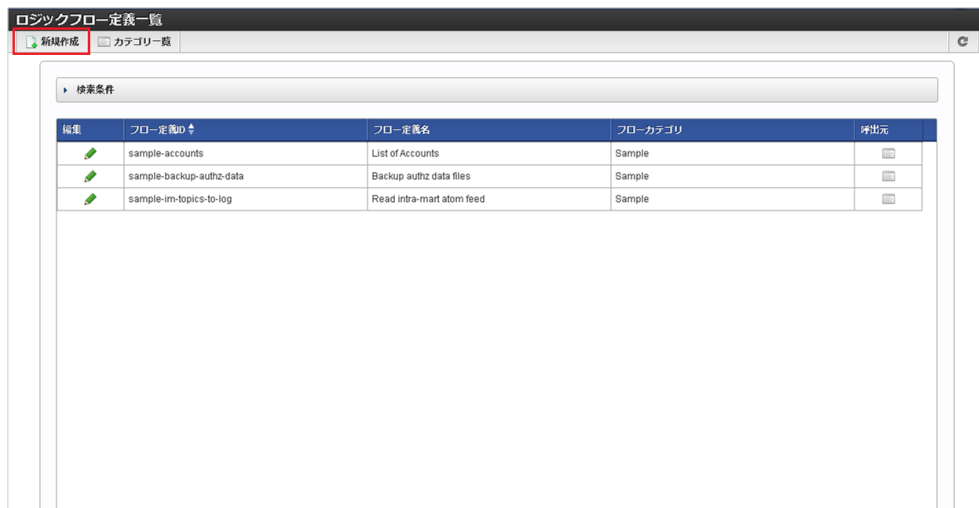 ロジックフロー定義一覧
新規作成 カテゴリ一覧
検索条件
編集 フロー定義ID フロー定義名 フローカテゴリ 呼出元
sample-accounts List of Accounts Sample
sample-backup-authz-data Backup authz data files Sample
sample-im-topics-to-log Read intra-mart atom feed Sample